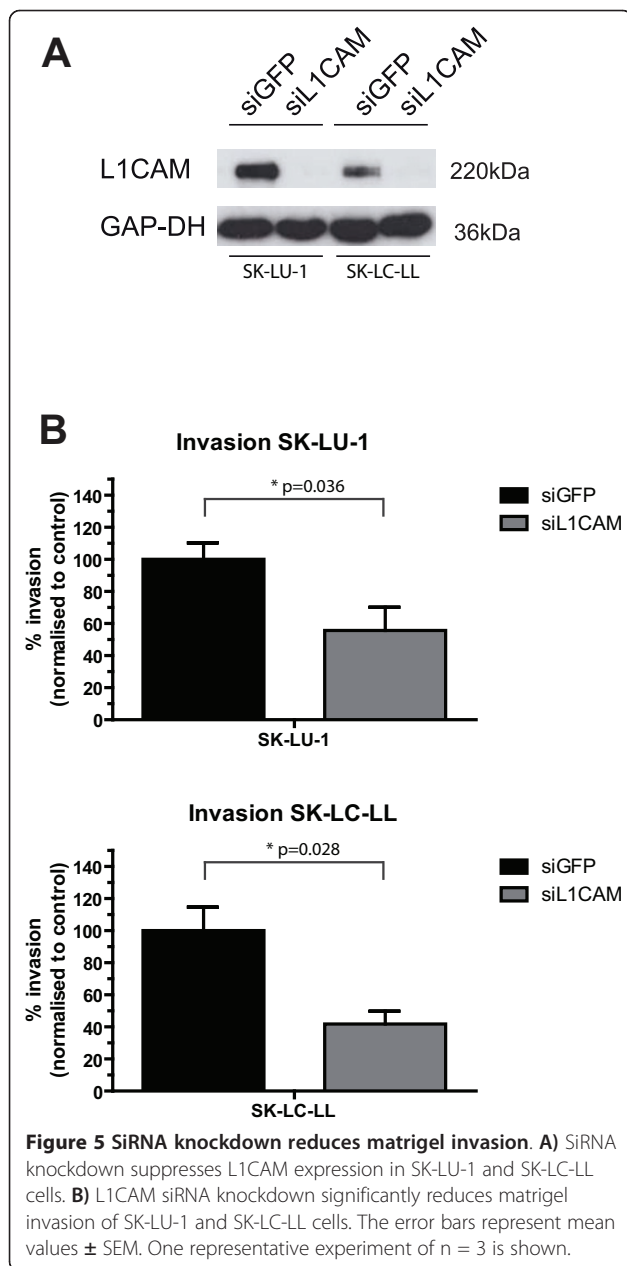 A
siGFP siL1CAM siGFP siL1CAM
L1CAM 220kDa
GAP-DH 36kDa
SK-LU-1 SK-LC-LL
B
Invasion SK-LU-1
* p=0.036
siGFP
siL1CAM
% invasion
(normalised to control)
140
120
100
80
60
40
20
0
SK-LU-1
Invasion SK-LC-LL
* p=0.028
siGFP
siL1CAM
% invasion
(normalised to control)
140
120
100
80
60
40
20
0
SK-LC-LL
Figure 5 SiRNA knockdown reduces matrigel invasion. A) SiRNA
knockdown suppresses L1CAM expression in SK-LU-1 and SK-LC-LL
cells. B) L1CAM siRNA knockdown significantly reduces matrigel
invasion of SK-LU-1 and SK-LC-LL cells. The error bars represent mean
values ± SEM. One representative experiment of n = 3 is shown.